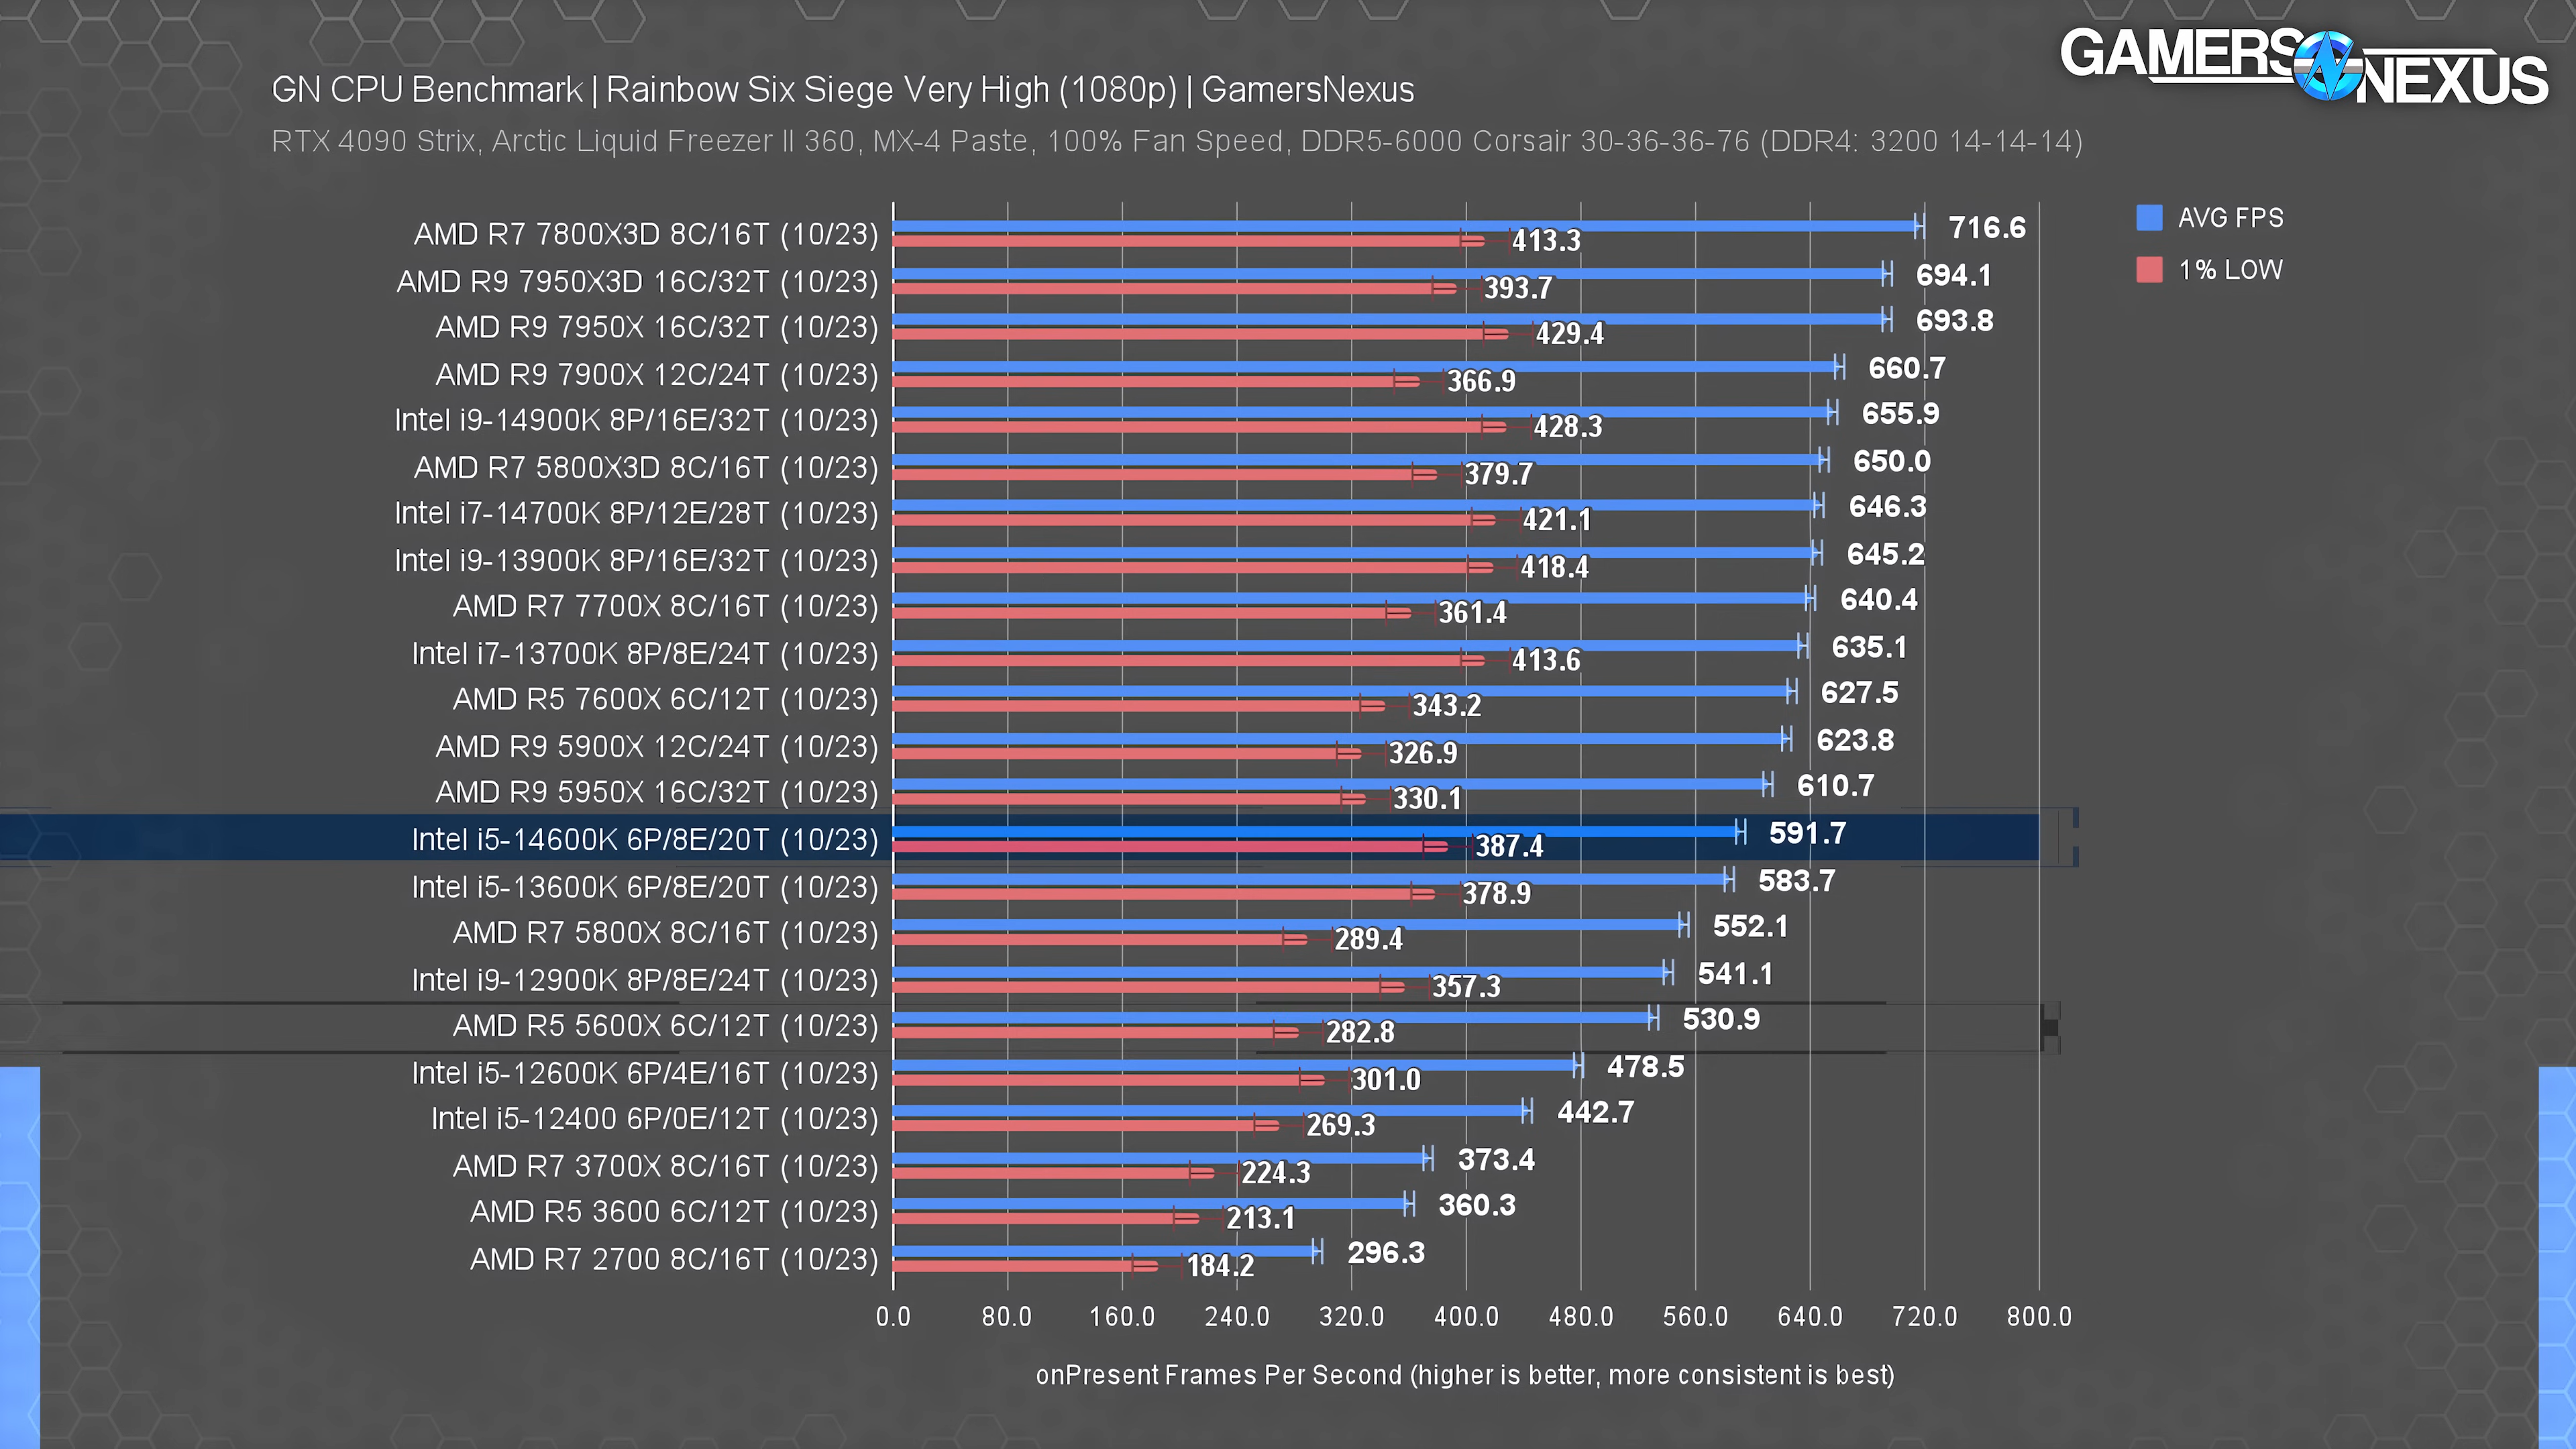 GAMERS NEXUS
GN CPU Benchmark | Rainbow Six Siege Very High (1080p) | GamersNexus
RTX 4090 Strix, Arctic Liquid Freezer II 360, MX-4 Paste, 100% Fan Speed, DDR5-6000 Corsair 30-36-36-76 (DDR4: 3200 14-14-14)
AVG FPS
1% LOW
AMD R7 7800X3D 8C/16T (10/23) 716.6 413.3
AMD R9 7950X3D 16C/32T (10/23) 694.1 393.7
AMD R9 7950X 16C/32T (10/23) 693.8 429.4
AMD R9 7900X 12C/24T (10/23) 660.7 366.9
Intel i9-14900K 8P/16E/32T (10/23) 655.9 428.3
AMD R7 5800X3D 8C/16T (10/23) 650.0 379.7
Intel i7-14700K 8P/12E/28T (10/23) 646.3 421.1
Intel i9-13900K 8P/16E/32T (10/23) 645.2 418.4
AMD R7 7700X 8C/16T (10/23) 640.4 361.4
Intel i7-13700K 8P/8E/24T (10/23) 635.1 413.6
AMD R5 7600X 6C/12T (10/23) 627.5 343.2
AMD R9 5900X 12C/24T (10/23) 623.8 326.9
AMD R9 5950X 16C/32T (10/23) 610.7 330.1
Intel i5-14600K 6P/8E/20T (10/23) 591.7 387.4
Intel i5-13600K 6P/8E/20T (10/23) 583.7 378.9
AMD R7 5800X 8C/16T (10/23) 552.1 289.4
Intel i9-12900K 8P/8E/24T (10/23) 541.1 357.3
AMD R5 5600X 6C/12T (10/23) 530.9 282.8
Intel i5-12600K 6P/4E/16T (10/23) 478.5 301.0
Intel i5-12400 6P/0E/12T (10/23) 442.7 269.3
AMD R7 3700X 8C/16T (10/23) 373.4 224.3
AMD R5 3600 6C/12T (10/23) 360.3 213.1
AMD R7 2700 8C/16T (10/23) 296.3 184.2
0.0 80.0 160.0 240.0 320.0 400.0 480.0 560.0 640.0 720.0 800.0
onPresent Frames Per Second (higher is better, more consistent is best)